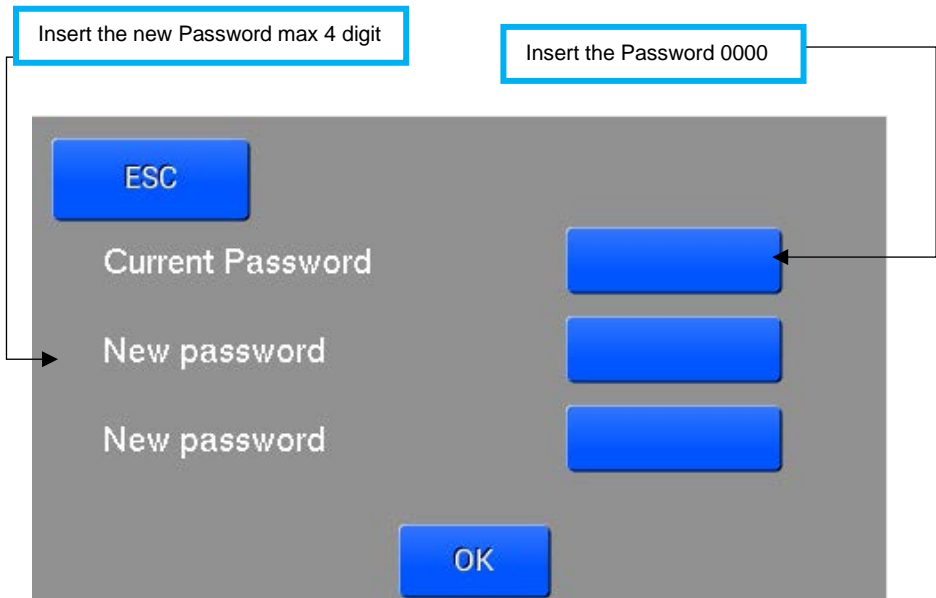 Insert the new Password max 4 digit
Insert the Password 0000
ESC
Current Password
New password
New password
OK